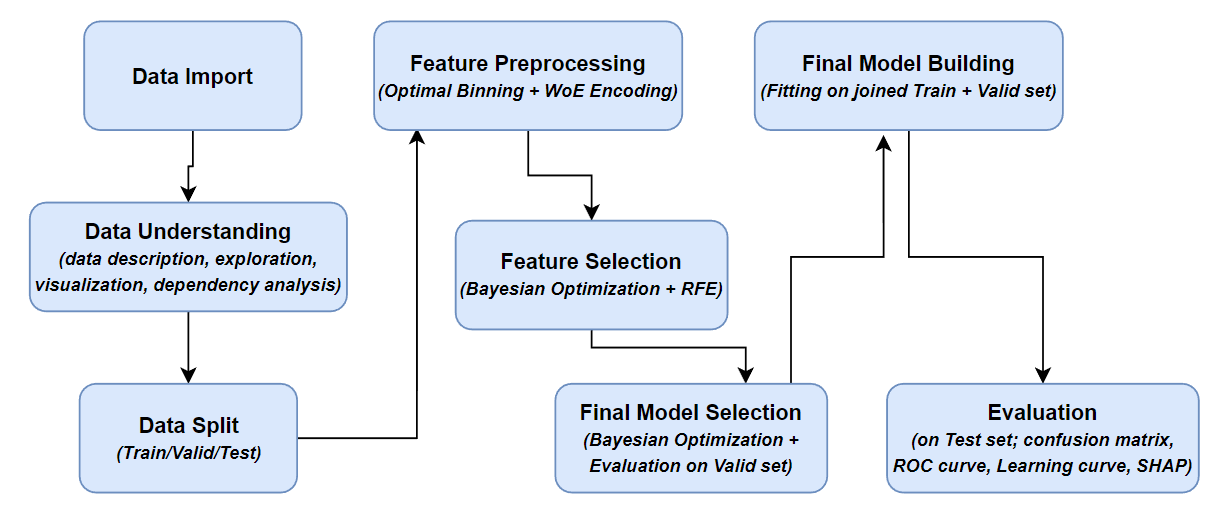 Data Import
Data Understanding
(data description, exploration,
visualization, dependency analysis)
Data Split
(Train/Valid/Test)
Feature Preprocessing
(Optimal Binning + WoE Encoding)
Feature Selection
(Bayesian Optimization + RFE)
Final Model Selection
(Bayesian Optimization +
Evaluation on Valid set)
Final Model Building
(Fitting on joined Train + Valid set)
Evaluation
(on Test set; confusion matrix,
ROC curve, Learning curve, SHAP)